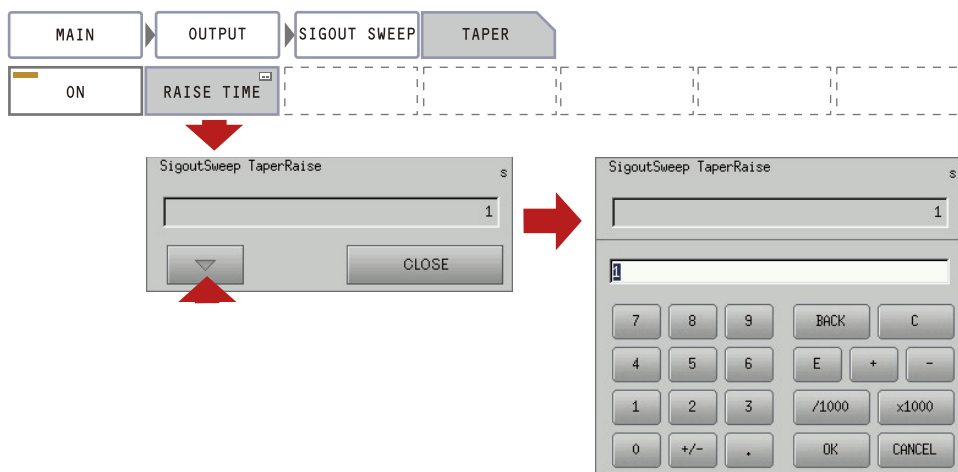 MAIN OUTPUT SIGOUT SWEEP TAPER
ON RAISE TIME
SigoutSweep TaperRaise
s
1
CLOSE
SigoutSweep TaperRaise
s
1
1
7 8 9 BACK C
4 5 6 E + -
1 2 3 /1000 x1000
0 +/- . OK CANCEL